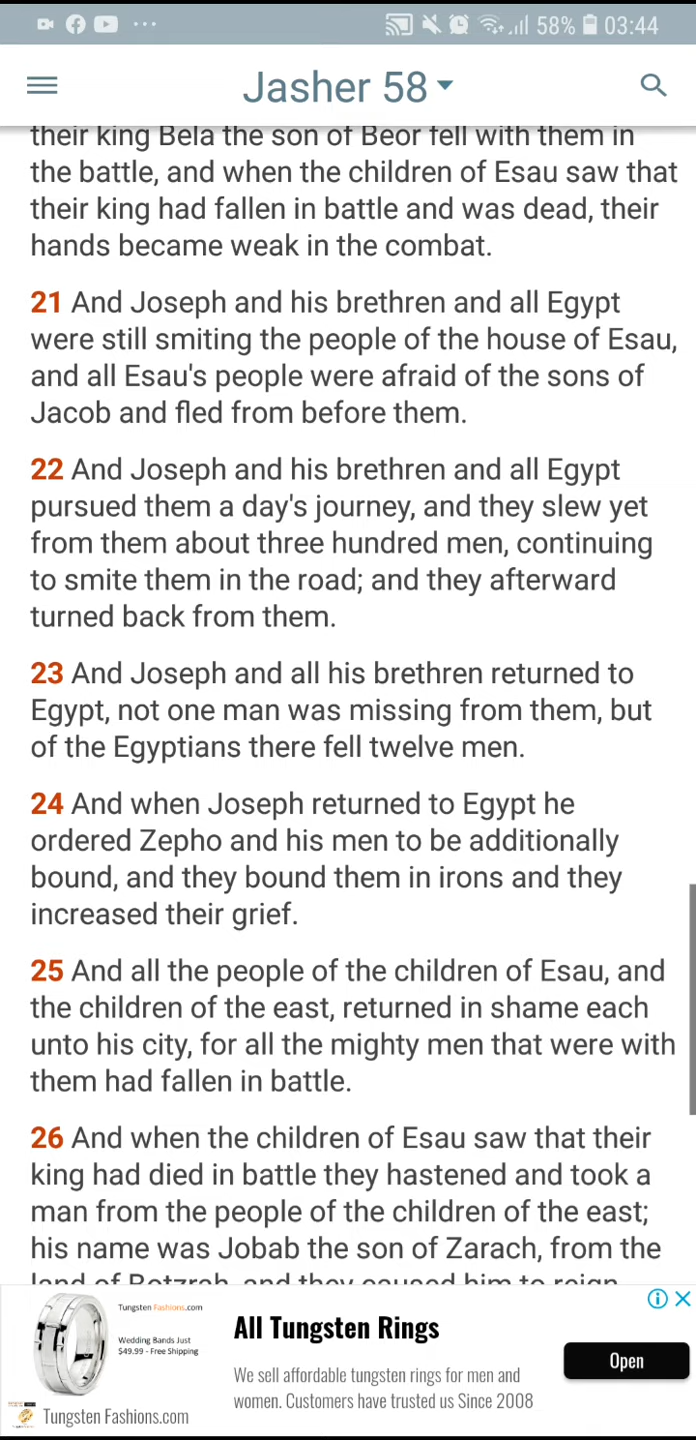 58% 03:44
Jasher 58
their king Bela the son of Beor fell with them in
the battle, and when the children of Esau saw that
their king had fallen in battle and was dead, their
hands became weak in the combat.
21 And Joseph and his brethren and all Egypt
were still smiting the people of the house of Esau,
and all Esau's people were afraid of the sons of
Jacob and fled from before them.
22 And Joseph and his brethren and all Egypt
pursued them a day's journey, and they slew yet
from them about three hundred men, continuing
to smite them in the road; and they afterward
turned back from them.
23 And Joseph and all his brethren returned to
Egypt, not one man was missing from them, but
of the Egyptians there fell twelve men.
24 And when Joseph returned to Egypt he
ordered Zepho and his men to be additionally
bound, and they bound them in irons and they
increased their grief.
25 And all the people of the children of Esau, and
the children of the east, returned in shame each
unto his city, for all the mighty men that were with
them had fallen in battle.
26 And when the children of Esau saw that their
king had died in battle they hastened and took a
man from the people of the children of the east;
his name was Jobab the son of Zarach, from the
land of Botzrah, and they caused him to reign
Tungsten Fashions.com
Wedding Bands Just
$49.99 - Free Shipping
Tungsten Fashions.com
All Tungsten Rings
We sell affordable tungsten rings for men and
women. Customers have trusted us Since 2008
Open